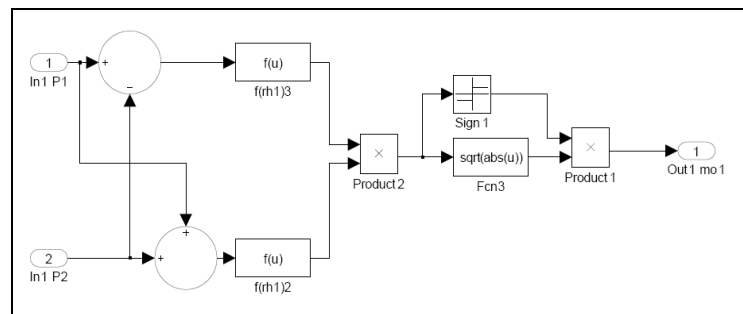 1
In1 P1
+
−
f(u)
f(rh1)3
×
Product 2
Sign 1
sqrt(abs(u))
Fcn3
×
Product 1
1
Out1 mo1
2
In1 P2
+
+
f(u)
f(rh1)2